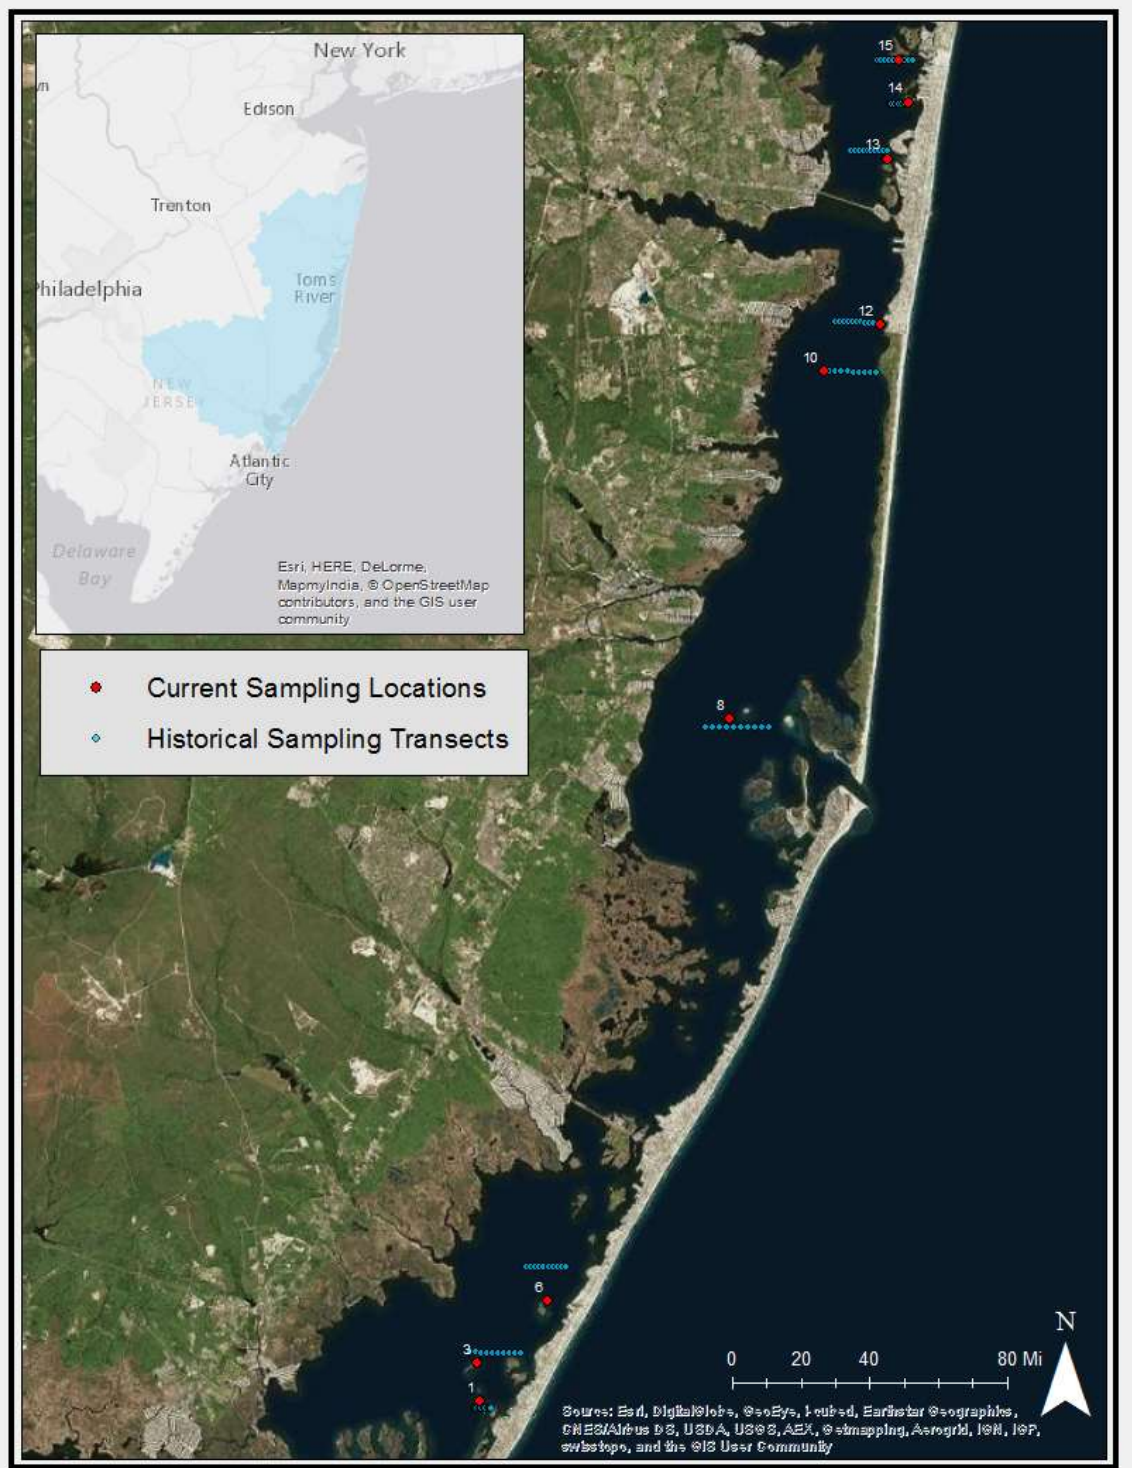 New York
Edison
Trenton
Philadelphia
Toms
River
NEW
JERSEY
Atlantic
City
Delaware
Bay
Esri, HERE, DeLorme,
MapmyIndia, © OpenStreetMap
contributors, and the GIS user
community
Current Sampling Locations
Historical Sampling Transects
15
14
13
12
10
8
6
3
1
N
0 20 40 80 Mi
Source: Esri, DigitalGlobe, GeoEye, i-cubed, Earthstar Geographics,
CNES/Airbus DS, USDA, USGS, AEX, Getmapping, Aerogrid, IGN, IGP,
swisstopo, and the GIS User Community